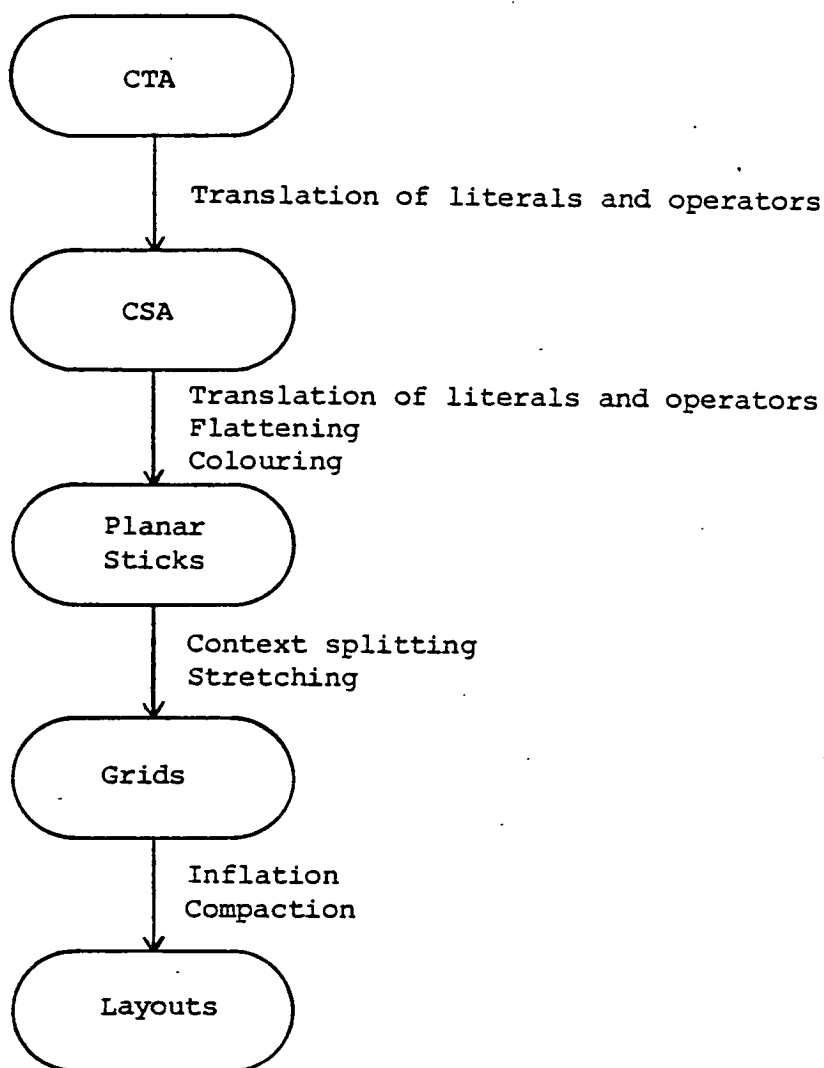 CTA
Translation of literals and operators
CSA
Translation of literals and operators
Flattening
Colouring
Planar
Sticks
Context splitting
Stretching
Grids
Inflation
Compaction
Layouts